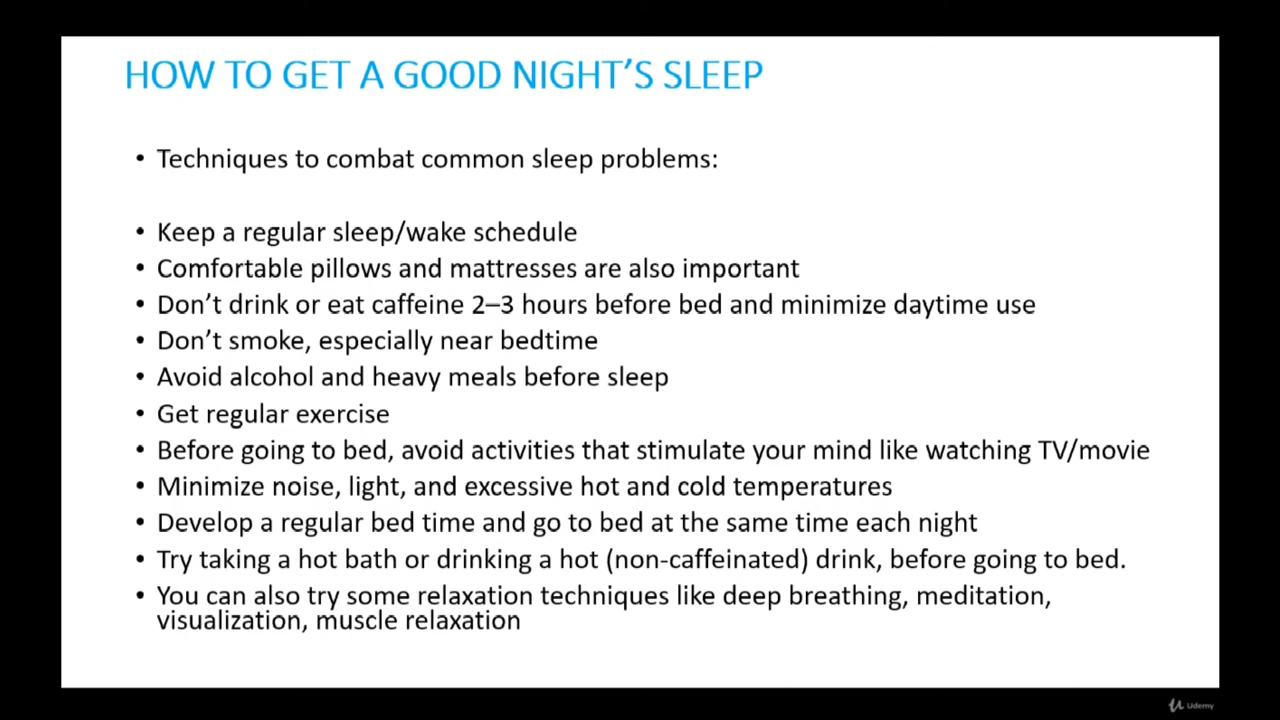 HOW TO GET A GOOD NIGHT’S SLEEP
• Techniques to combat common sleep problems:
• Keep a regular sleep/wake schedule
• Comfortable pillows and mattresses are also important
• Don’t drink or eat caffeine 2–3 hours before bed and minimize daytime use
• Don’t smoke, especially near bedtime
• Avoid alcohol and heavy meals before sleep
• Get regular exercise
• Before going to bed, avoid activities that stimulate your mind like watching TV/movie
• Minimize noise, light, and excessive hot and cold temperatures
• Develop a regular bed time and go to bed at the same time each night
• Try taking a hot bath or drinking a hot (non-caffeinated) drink, before going to bed.
• You can also try some relaxation techniques like deep breathing, meditation,
visualization, muscle relaxation
Udemy